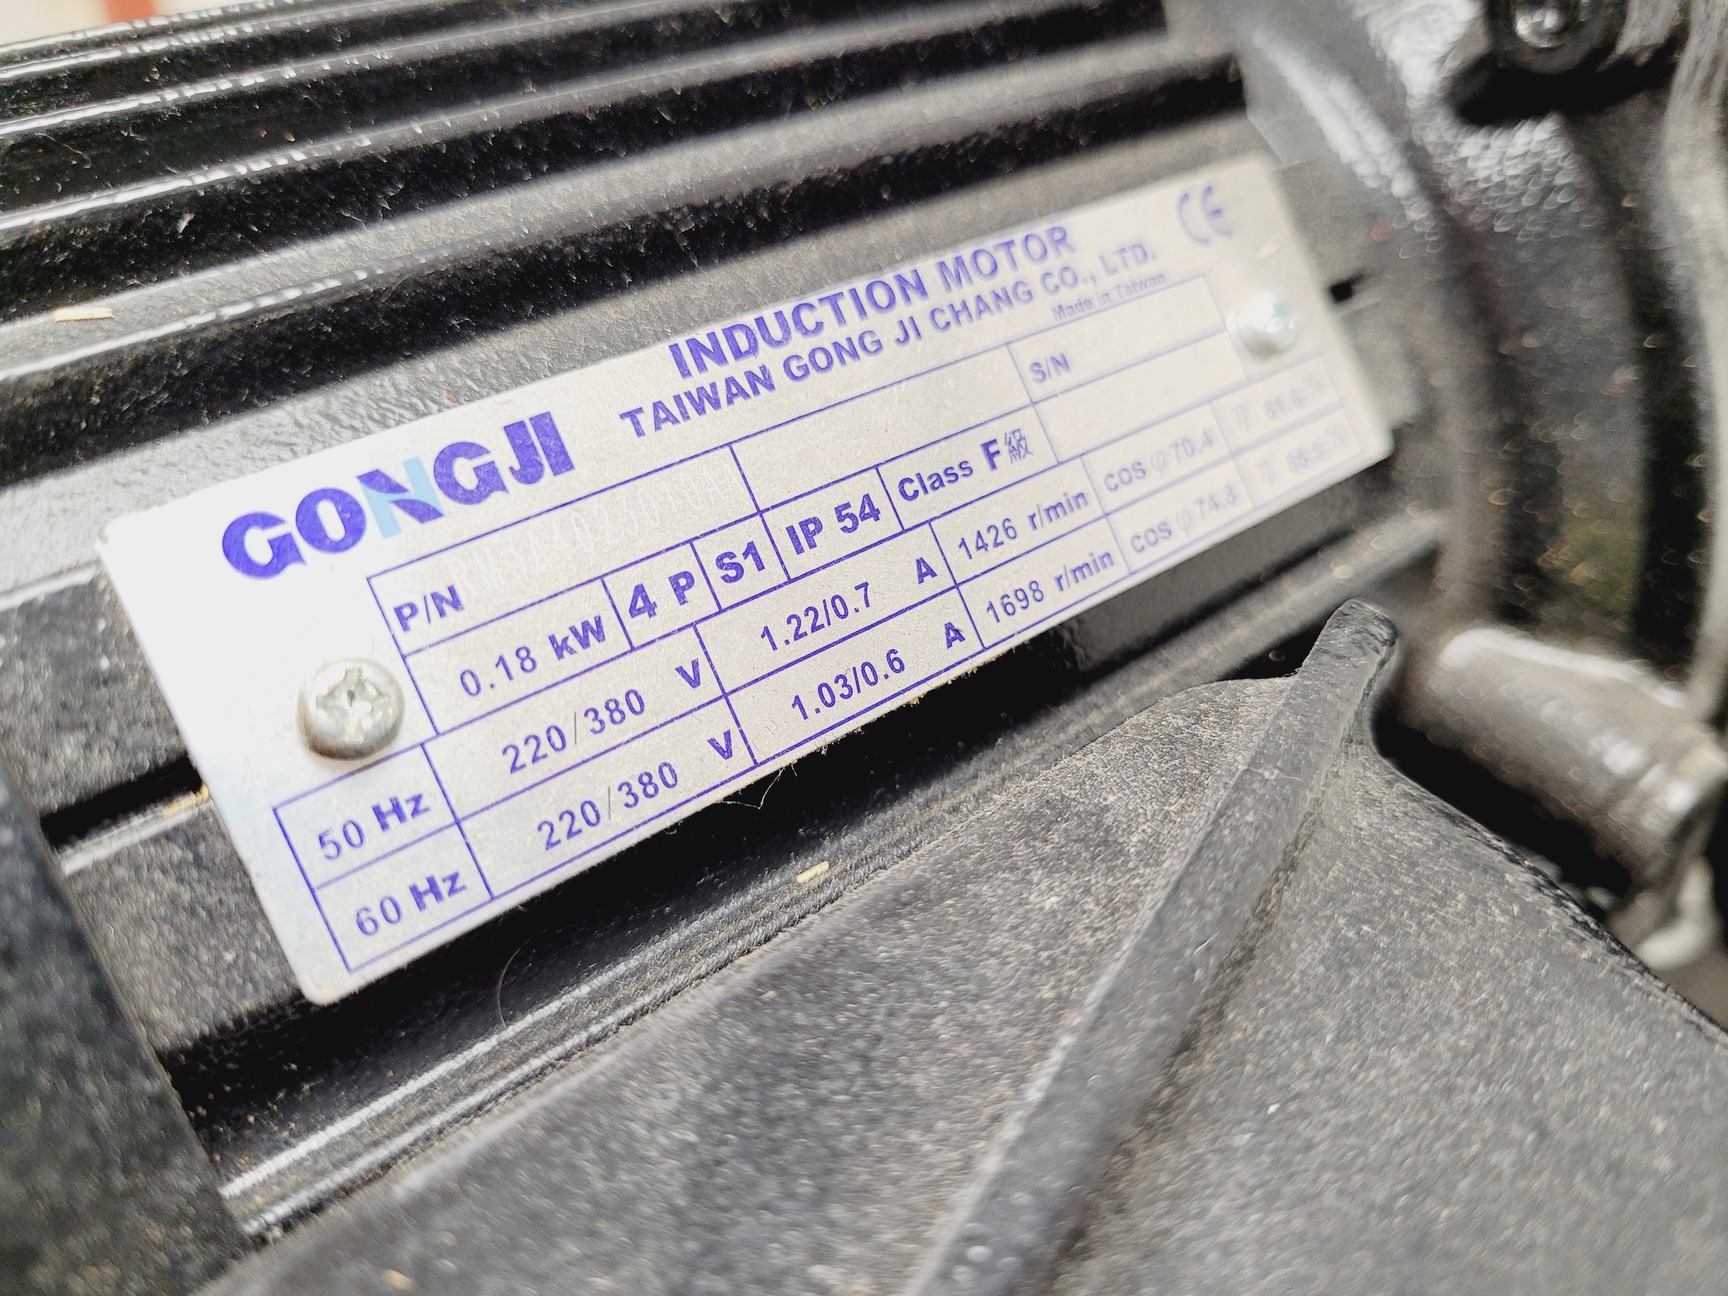 INDUCTION MOTOR
CE
GONGJI
TAIWAN GONG JI CHANG CO., LTD.
Made in Taiwan
P/N
S/N
0.18 kW 4 P S1 IP 54 Class F級
50 Hz 220/380 V 1.22/0.7 A 1426 r/min cos φ 70.4 η
60 Hz 220/380 V 1.03/0.6 A 1698 r/min cos φ 74.3 η